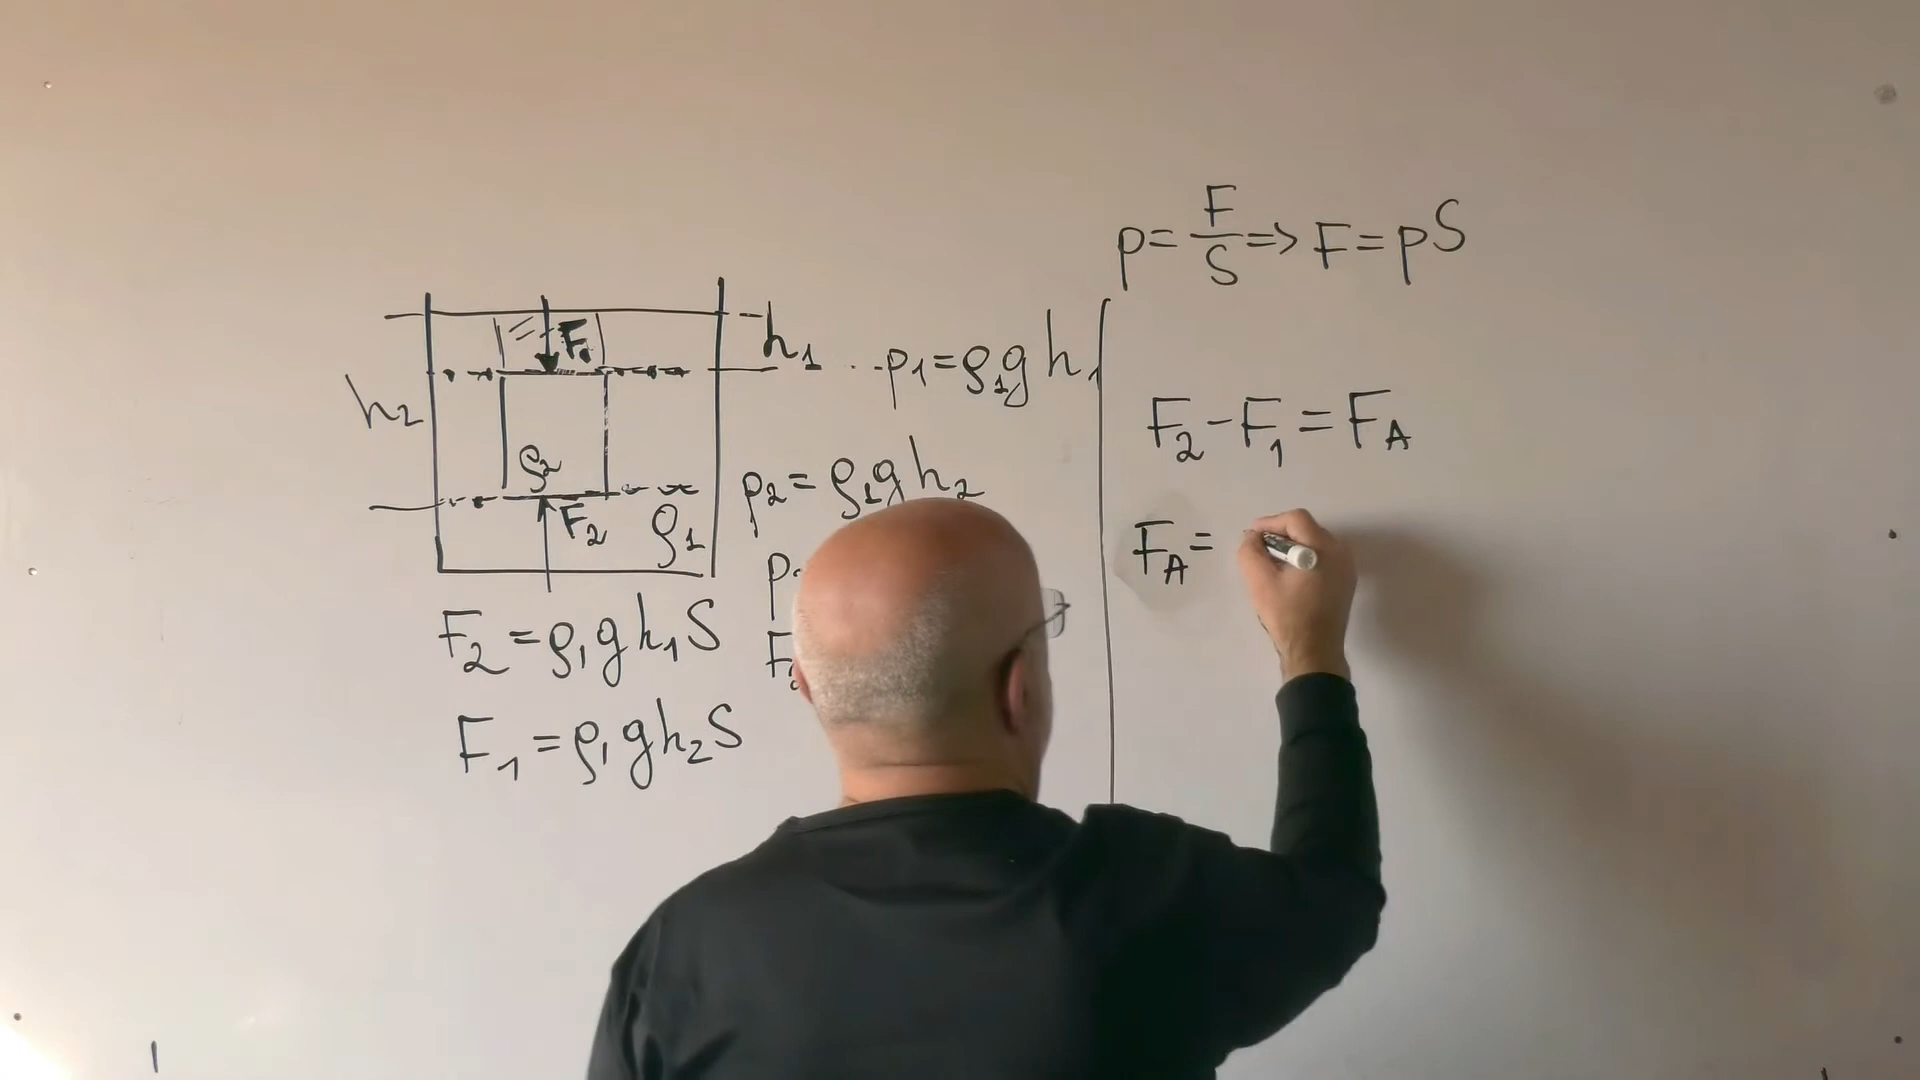 p = F/S => F = pS
h₁
F₁
p₁ = ρ₁gh₁
h₂
F₂ - F₁ = F_A
ρ₂
p₂ = ρ₁gh₂
F₂
ρ₁
F_A =
F₂ = ρ₁gh₁S
F₁ = ρ₁gh₂S